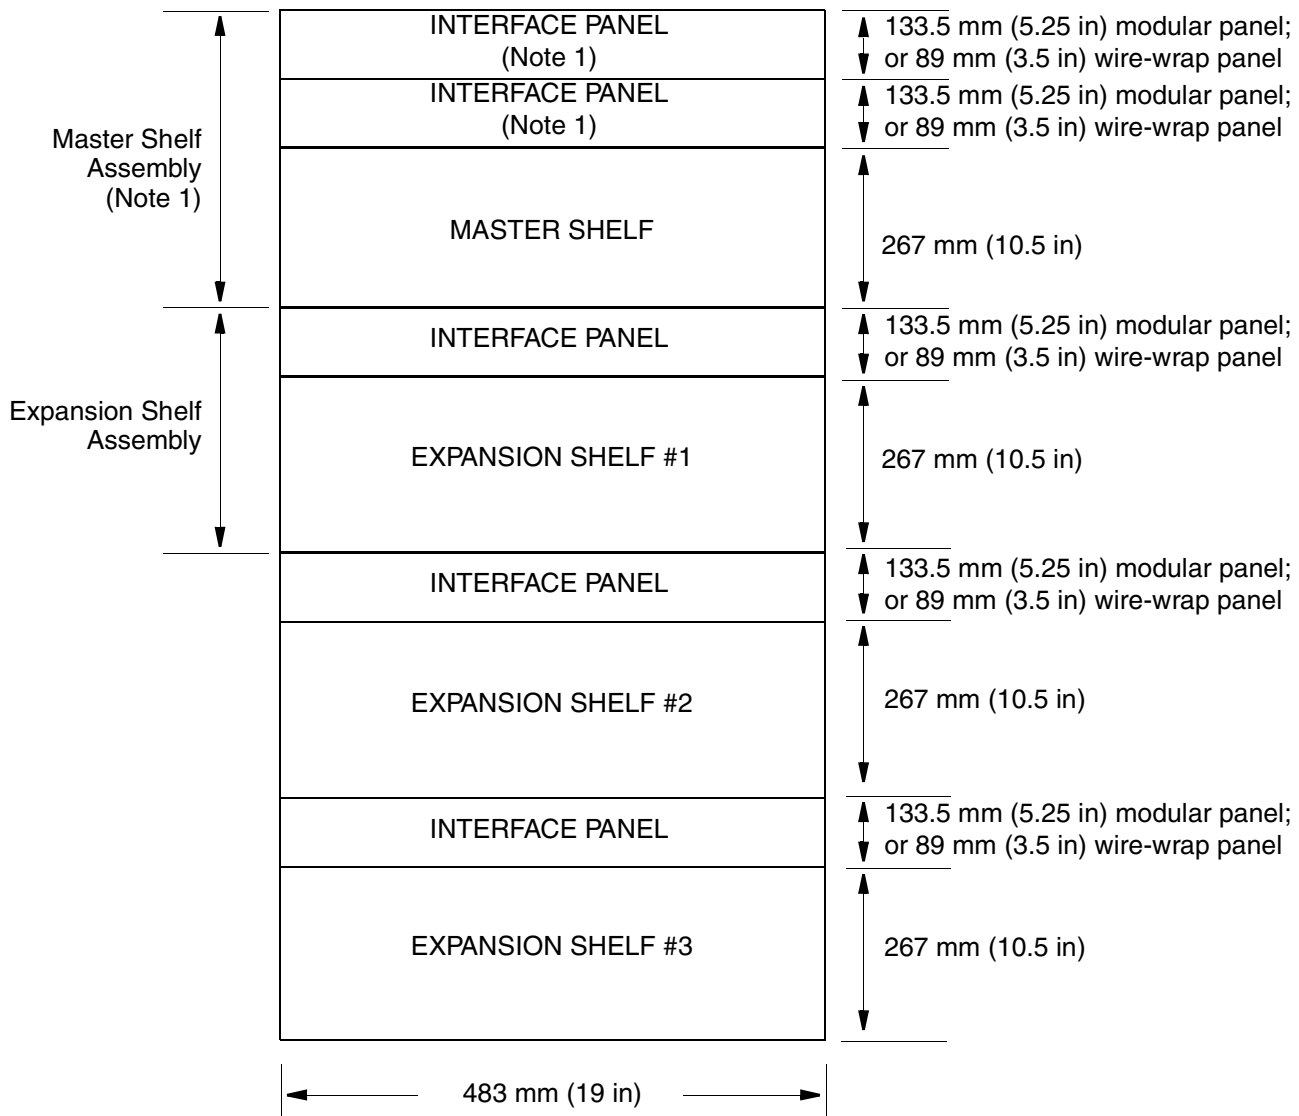 INTERFACE PANEL
(Note 1)
133.5 mm (5.25 in) modular panel;
or 89 mm (3.5 in) wire-wrap panel
INTERFACE PANEL
(Note 1)
133.5 mm (5.25 in) modular panel;
or 89 mm (3.5 in) wire-wrap panel
Master Shelf
Assembly
(Note 1)
MASTER SHELF
267 mm (10.5 in)
INTERFACE PANEL
133.5 mm (5.25 in) modular panel;
or 89 mm (3.5 in) wire-wrap panel
Expansion Shelf
Assembly
EXPANSION SHELF #1
267 mm (10.5 in)
INTERFACE PANEL
133.5 mm (5.25 in) modular panel;
or 89 mm (3.5 in) wire-wrap panel
EXPANSION SHELF #2
267 mm (10.5 in)
INTERFACE PANEL
133.5 mm (5.25 in) modular panel;
or 89 mm (3.5 in) wire-wrap panel
EXPANSION SHELF #3
267 mm (10.5 in)
483 mm (19 in)